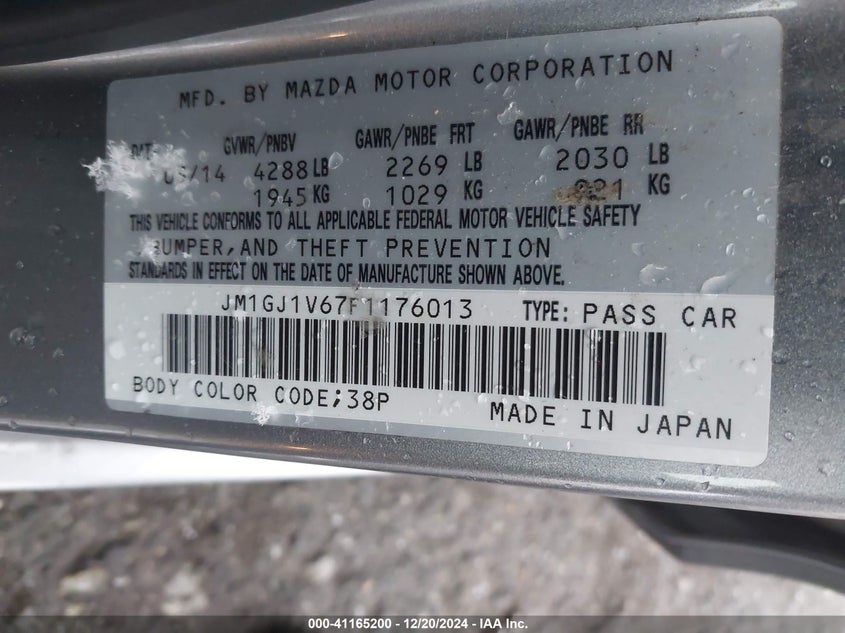 MFD. BY MAZDA MOTOR CORPORATION
GVWR/PNBV GAWR/PNBE FRT GAWR/PNBE RR
4288 LB 2269 LB 2030 LB
1945 KG 1029 KG 921 KG
THIS VEHICLE CONFORMS TO ALL APPLICABLE FEDERAL MOTOR VEHICLE SAFETY
BUMPER, AND THEFT PREVENTION
STANDARDS IN EFFECT ON THE DATE OF MANUFACTURE SHOWN ABOVE.
JM1GJ1V67F1176013 TYPE: PASS CAR
BODY COLOR CODE;38P
MADE IN JAPAN
000-41165200 - 12/20/2024 - IAA Inc.